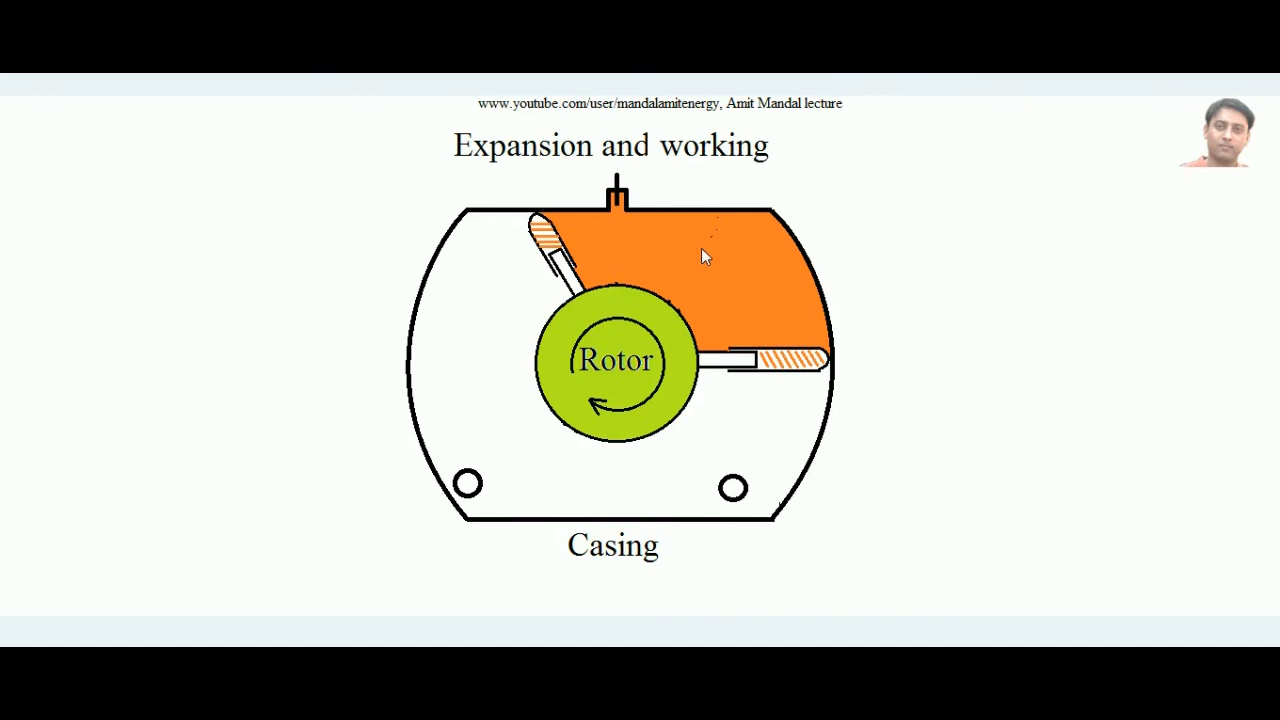 www.youtube.com/user/mandalamitenergy, Amit Mandal lecture
Expansion and working
Rotor
Casing